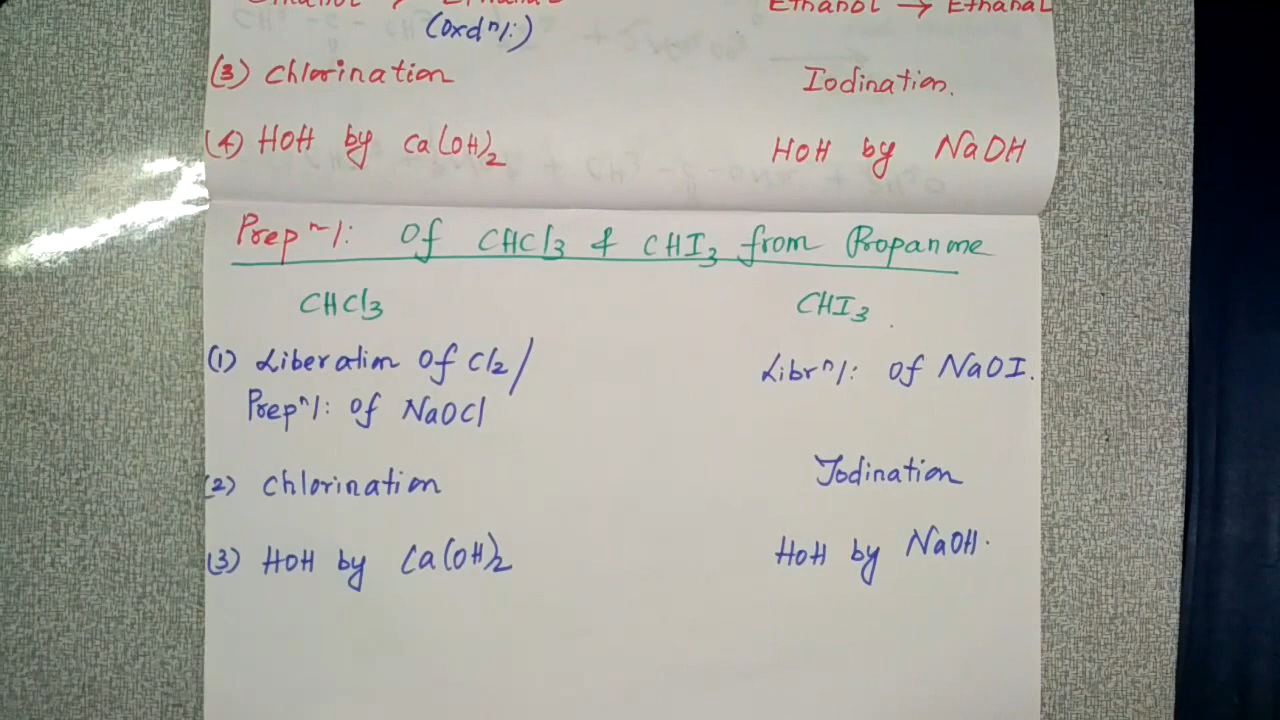 Ethanol → Ethanal
(Oxdⁿ/:)
(3) Chlorination Iodination.
(4) HOH by Ca(OH)₂ HOH by NaOH
Prepⁿ/: Of CHCl₃ & CHI₃ from Propanone
CHCl₃ CHI₃
(1) Liberation Of Cl₂/ Librⁿ/: of NaOI.
Prepⁿ/: of NaOCl
(2) Chlorination Iodination
(3) HOH by Ca(OH)₂ HOH by NaOH.